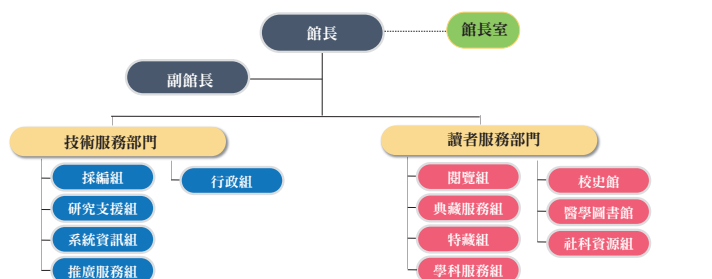 館長
館長室
副館長
技術服務部門
採編組
行政組
研究支援組
系統資訊組
推廣服務組
讀者服務部門
閱覽組
校史館
典藏服務組
醫學圖書館
特藏組
社科資源組
學科服務組